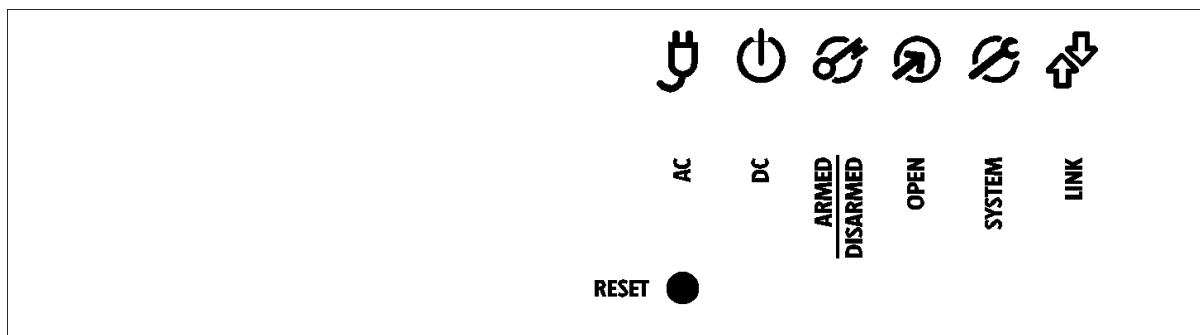 AC
DC
ARMED
DISARMED
OPEN
SYSTEM
LINK
RESET